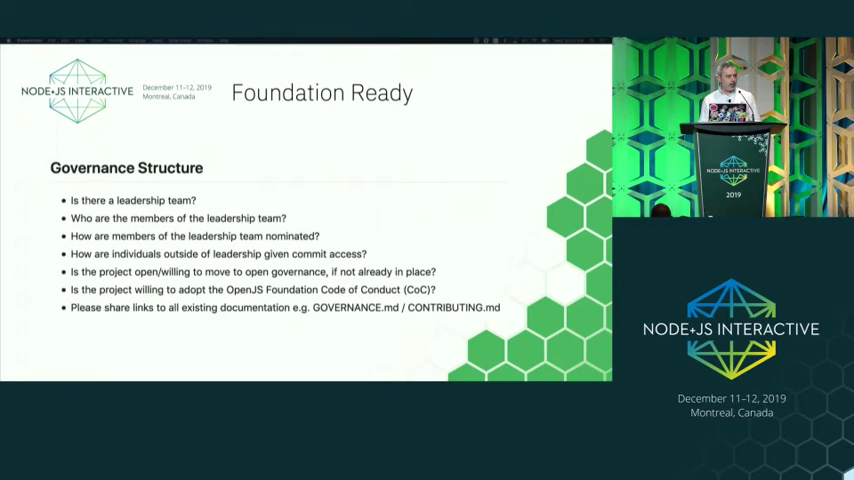 NODE+JS INTERACTIVE
December 11–12, 2019
Montreal, Canada
Foundation Ready
Governance Structure
Is there a leadership team?
Who are the members of the leadership team?
How are members of the leadership team nominated?
How are individuals outside of leadership given commit access?
Is the project open/willing to move to open governance, if not already in place?
Is the project willing to adopt the OpenJS Foundation Code of Conduct (CoC)?
Please share links to all existing documentation e.g. GOVERNANCE.md / CONTRIBUTING.md
NODE+JS INTERACTIVE
2019
NODE+JS INTERACTIVE
December 11–12, 2019
Montreal, Canada